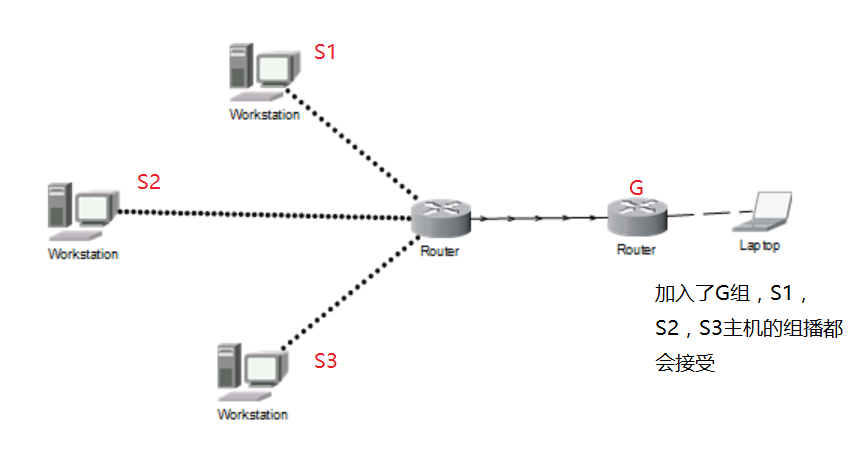 S1
Workstation
S2
Workstation
G
Router
Router
Laptop
加入了G组，S1，
S2，S3主机的组播都
会接受
S3
Workstation